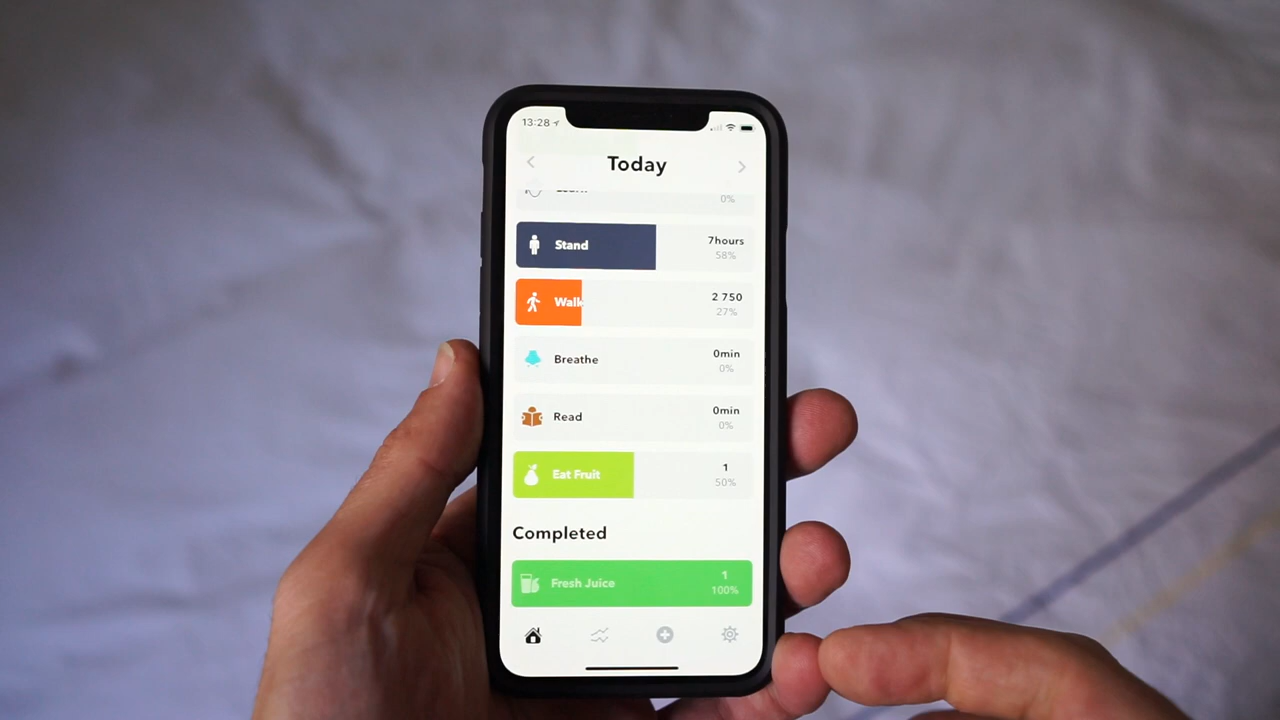 13:28
Today
0%
Stand
7hours
58%
Walk
2 750
27%
Breathe
0min
0%
Read
0min
0%
Eat Fruit
1
50%
Completed
Fresh Juice
1
100%